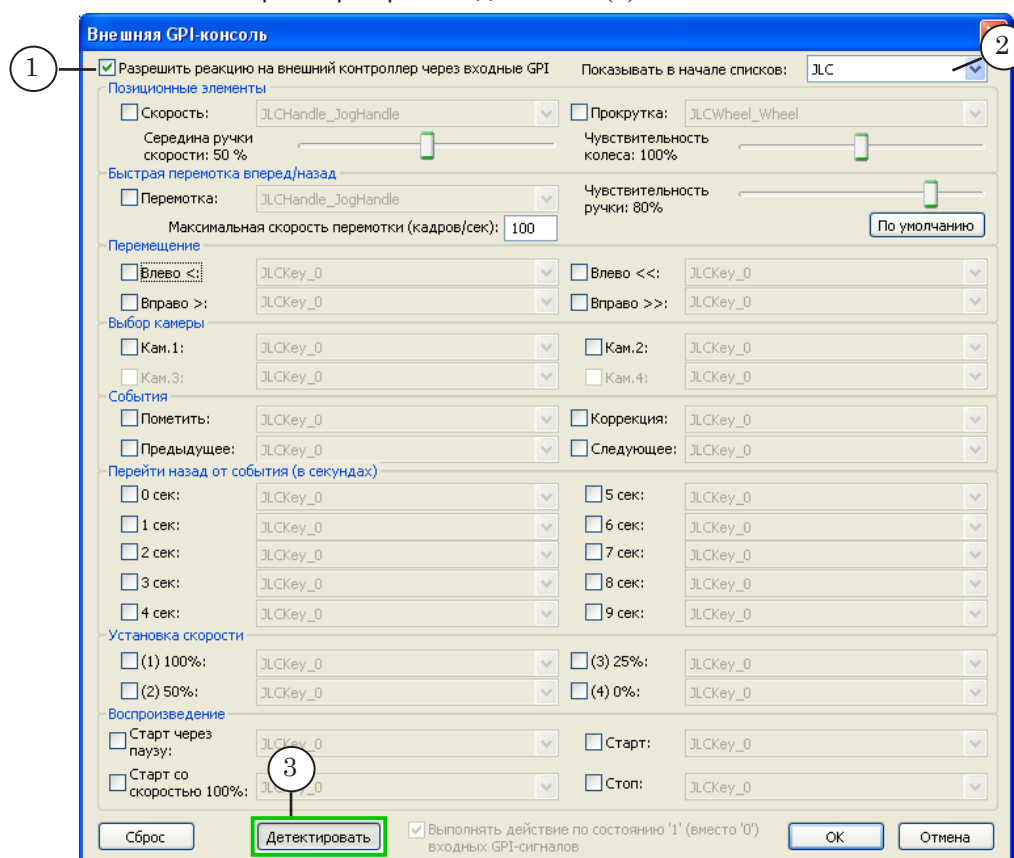 Внешняя GPI-консоль
1
2
Разрешить реакцию на внешний контроллер через входные GPI
Показывать в начале списков: JLC
Позиционные элементы
Скорость: JLCHandle_JogHandle
Прокрутка: JLCWheel_Wheel
Середина ручки
скорости: 50 %
Чувствительность
колеса: 100%
Быстрая перемотка вперед/назад
Перемотка: JLCHandle_JogHandle
Чувствительность
ручки: 80%
Максимальная скорость перемотки (кадров/сек): 100
По умолчанию
Перемещение
Влево <: JLCKey_0
Влево <<: JLCKey_0
Вправо >: JLCKey_0
Вправо >>: JLCKey_0
Выбор камеры
Кам.1: JLCKey_0
Кам.2: JLCKey_0
Кам.3: JLCKey_0
Кам.4: JLCKey_0
События
Пометить: JLCKey_0
Коррекция: JLCKey_0
Предыдущее: JLCKey_0
Следующее: JLCKey_0
Перейти назад от события (в секундах)
0 сек: JLCKey_0
5 сек: JLCKey_0
1 сек: JLCKey_0
6 сек: JLCKey_0
2 сек: JLCKey_0
7 сек: JLCKey_0
3 сек: JLCKey_0
8 сек: JLCKey_0
4 сек: JLCKey_0
9 сек: JLCKey_0
Установка скорости
(1) 100%: JLCKey_0
(3) 25%: JLCKey_0
(2) 50%: JLCKey_0
(4) 0%: JLCKey_0
Воспроизведение
Старт через
паузу: JLCKey_0
Старт: JLCKey_0
3
Старт со
скоростью 100%: JLCKey_0
Стоп: JLCKey_0
Сброс
Детектировать
Выполнять действие по состоянию '1' (вместо '0')
входных GPI-сигналов
OK
Отмена